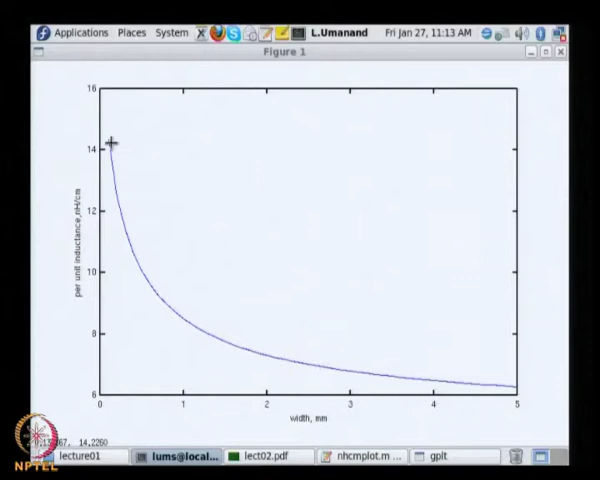 Applications Places System L.Umanand Fri Jan 27, 11:13 AM
Figure 1
16
14
12
10
8
6
per unit inductance,nH/cm
0 1 2 3 4 5
width, mm
14.2260
NPTEL
lecture01 lums@local... lect02.pdf nhcmplot.m ... gplt